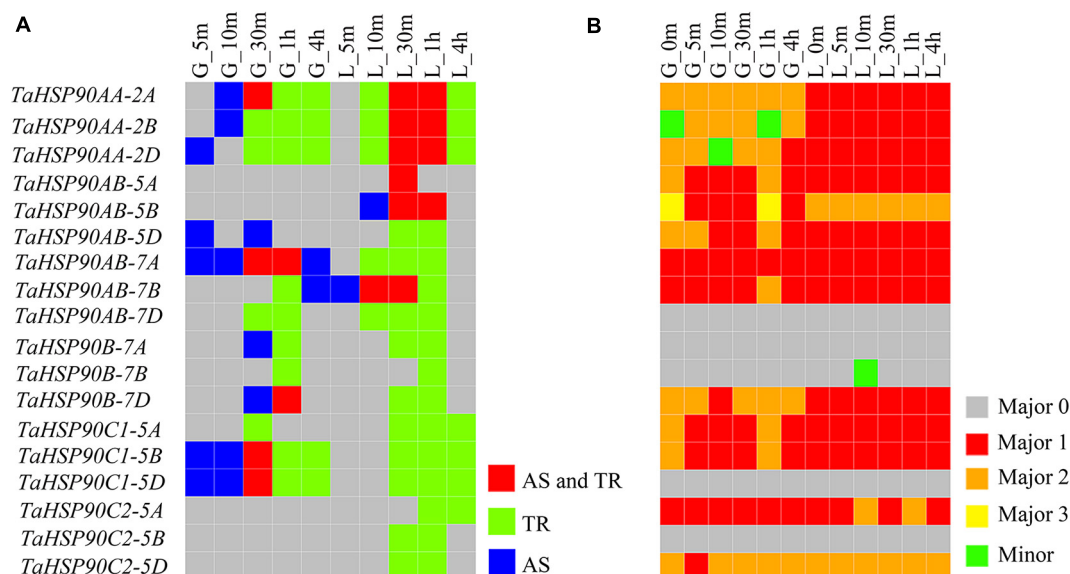 A
G_5m
G_10m
G_30m
G_1h
G_4h
L_5m
L_10m
L_30m
L_1h
L_4h
TaHSP90AA-2A
TaHSP90AA-2B
TaHSP90AA-2D
TaHSP90AB-5A
TaHSP90AB-5B
TaHSP90AB-5D
TaHSP90AB-7A
TaHSP90AB-7B
TaHSP90AB-7D
TaHSP90B-7A
TaHSP90B-7B
TaHSP90B-7D
TaHSP90C1-5A
TaHSP90C1-5B
TaHSP90C1-5D
TaHSP90C2-5A
TaHSP90C2-5B
TaHSP90C2-5D
AS and TR
TR
AS
B
G_0m
G_5m
G_10m
G_30m
G_1h
G_4h
L_0m
L_5m
L_10m
L_30m
L_1h
L_4h
Major 0
Major 1
Major 2
Major 3
Minor